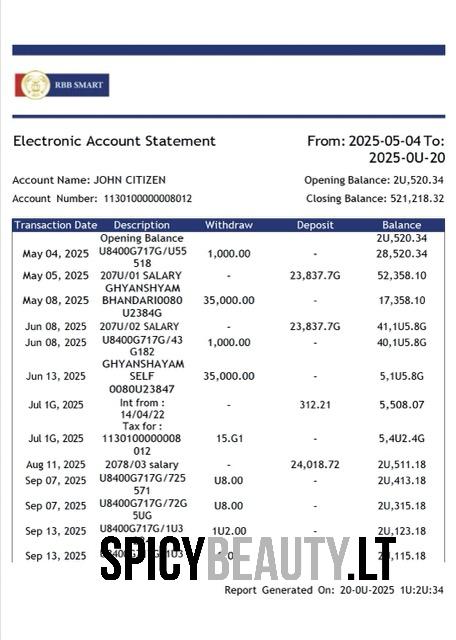 RBB SMART
Electronic Account Statement
From: 2025-05-04 To:
2025-0U-20
Account Name: JOHN CITIZEN
Opening Balance: 2U,520.34
Account Number: 1130100000008012
Closing Balance: 521,218.32
Transaction Date Description Withdraw Deposit Balance
Opening Balance 2U,520.34
May 04, 2025 U8400G717G/U55 1,000.00 - 28,520.34
518
May 05, 2025 207U/01 SALARY - 23,837.7G 52,358.10
GHYANSHYAM
May 08, 2025 BHANDARI0080 35,000.00 - 17,358.10
U2384G
Jun 08, 2025 207U/02 SALARY - 23,837.7G 41,1U5.8G
Jun 08, 2025 U8400G717G/43 1,000.00 - 40,1U5.8G
G182
GHYANSHAYAM
Jun 13, 2025 SELF 35,000.00 - 5,1U5.8G
0080U23847
Jul 1G, 2025 Int from : - 312.21 5,508.07
14/04/22
Tax for :
Jul 1G, 2025 1130100000008 15.G1 - 5,4U2.4G
012
Aug 11, 2025 2078/03 salary - 24,018.72 2U,511.18
Sep 07, 2025 U8400G717G/725 U8.00 - 2U,413.18
571
Sep 07, 2025 U8400G717G/72G U8.00 - 2U,315.18
5UG
Sep 13, 2025 U8400G717G/1U3 1U2.00 - 2U,123.18
Sep 13, 2025 - 2U,115.18
SPICYBEAUTY.LT
Report Generated On: 20-0U-2025 1U:2U:34